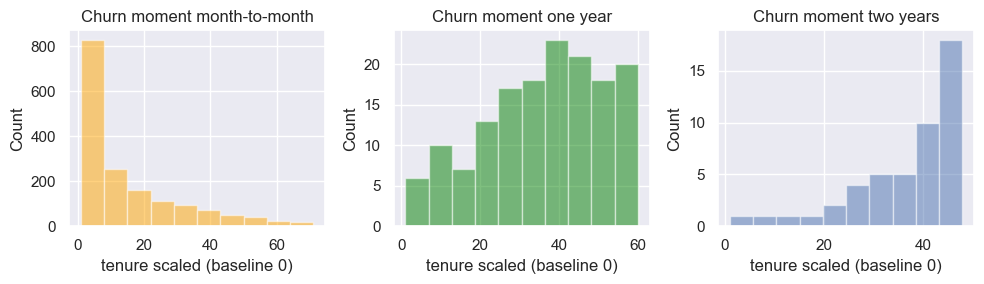 Churn moment month-to-month
Count
800
600
400
200
0
0 20 40 60
tenure scaled (baseline 0)
Churn moment one year
Count
20
15
10
5
0
0 20 40 60
tenure scaled (baseline 0)
Churn moment two years
Count
15
10
5
0
0 20 40
tenure scaled (baseline 0)